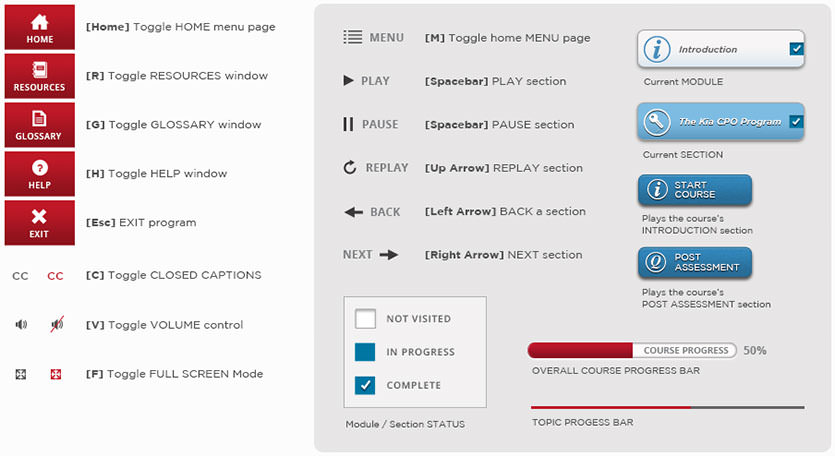 HOME
[Home] Toggle HOME menu page
RESOURCES
[R] Toggle RESOURCES window
GLOSSARY
[G] Toggle GLOSSARY window
?
HELP
[H] Toggle HELP window
EXIT
[Esc] EXIT program
CC CC [C] Toggle CLOSED CAPTIONS
[V] Toggle VOLUME control
[F] Toggle FULL SCREEN Mode
MENU [M] Toggle home MENU page
PLAY [Spacebar] PLAY section
PAUSE [Spacebar] PAUSE section
REPLAY [Up Arrow] REPLAY section
BACK [Left Arrow] BACK a section
NEXT [Right Arrow] NEXT section
NOT VISITED
IN PROGRESS
COMPLETE
Module / Section STATUS
i Introduction
Current MODULE
The Kia CPO Program
Current SECTION
i START
COURSE
Plays the course's
INTRODUCTION section
@ POST
ASSESSMENT
Plays the course's
POST ASSESSMENT section
COURSE PROGRESS 50%
OVERALL COURSE PROGRESS BAR
TOPIC PROGESS BAR